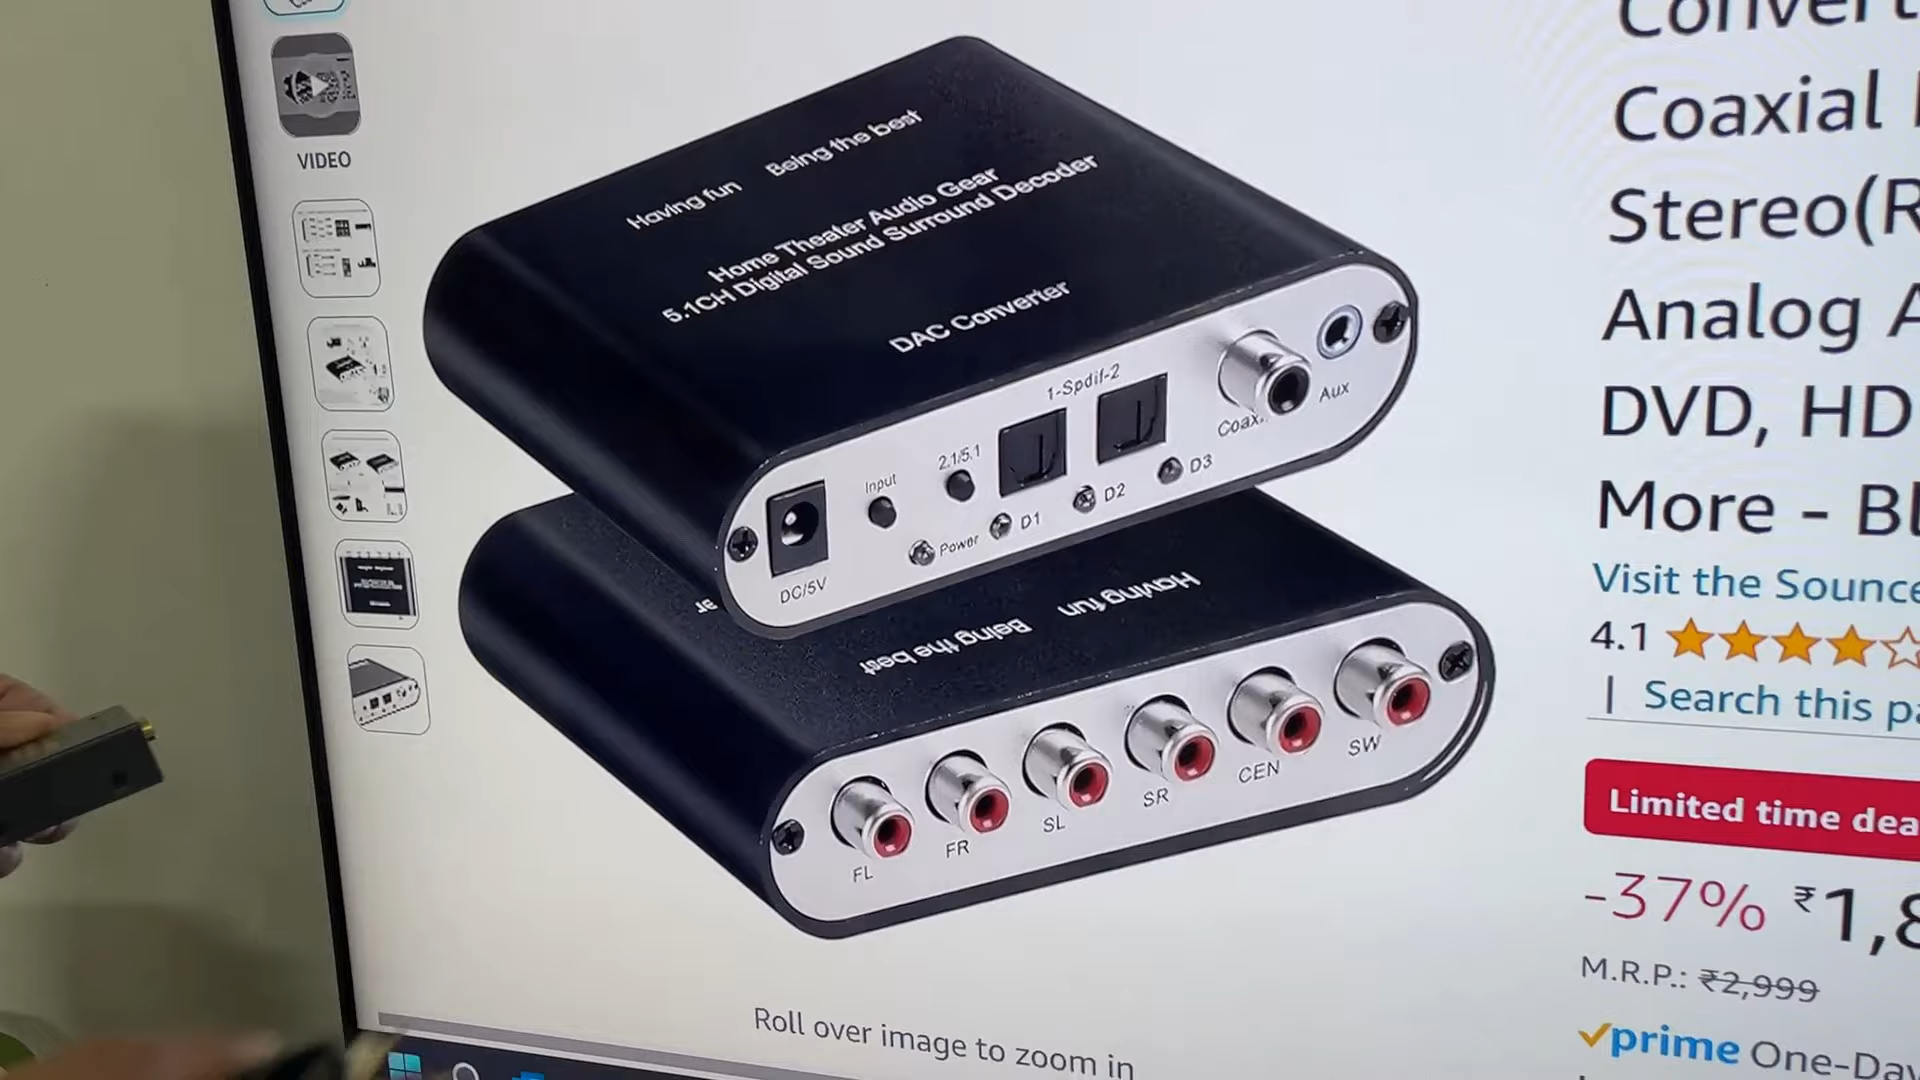 VIDEO
Having fun Being the best
Home Theater Audio Gear
5.1CH Digital Sound Surround Decoder
DAC Converter
1-Spdif-2
Aux
2.1/5.1
Input
D3
D2
D1
Power
DC/5V
Having fun
Being the best
FL
FR
SL
SR
CEN
SW
Roll over image to zoom in
Coaxial
Stereo(R
Analog A
DVD, HD
More -
Visit the Sounce
4.1
| Search this pa
Limited time dea
-37% ₹1,8
M.R.P.: ₹2,999
prime One-Day